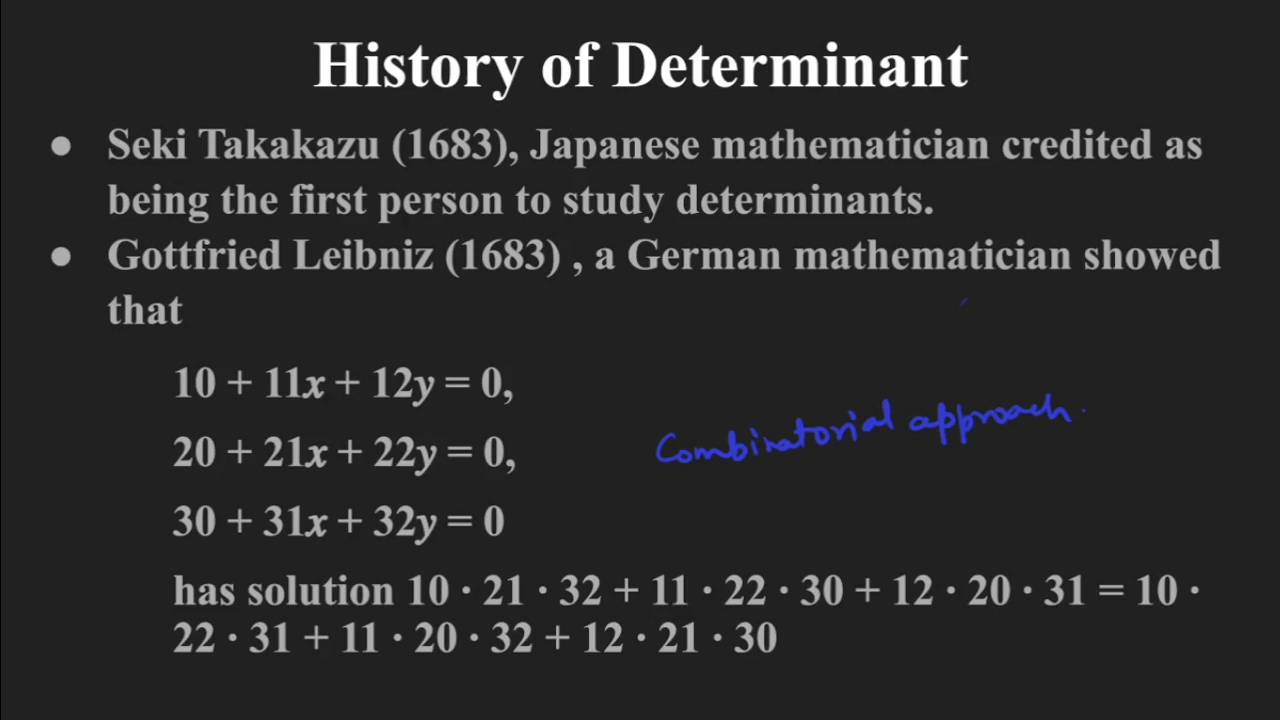 History of Determinant
● Seki Takakazu (1683), Japanese mathematician credited as
being the first person to study determinants.
● Gottfried Leibniz (1683) , a German mathematician showed
that
10 + 11x + 12y = 0,
20 + 21x + 22y = 0,
Combinatorial approach.
30 + 31x + 32y = 0
has solution 10 · 21 · 32 + 11 · 22 · 30 + 12 · 20 · 31 = 10 ·
22 · 31 + 11 · 20 · 32 + 12 · 21 · 30